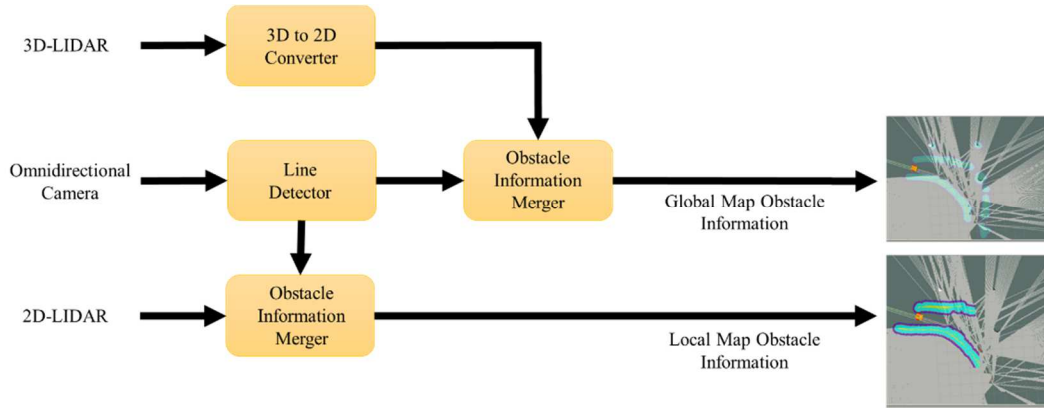 3D-LIDAR
3D to 2D
Converter
Omnidirectional
Camera
Line
Detector
Obstacle
Information
Merger
Global Map Obstacle
Information
2D-LIDAR
Obstacle
Information
Merger
Local Map Obstacle
Information